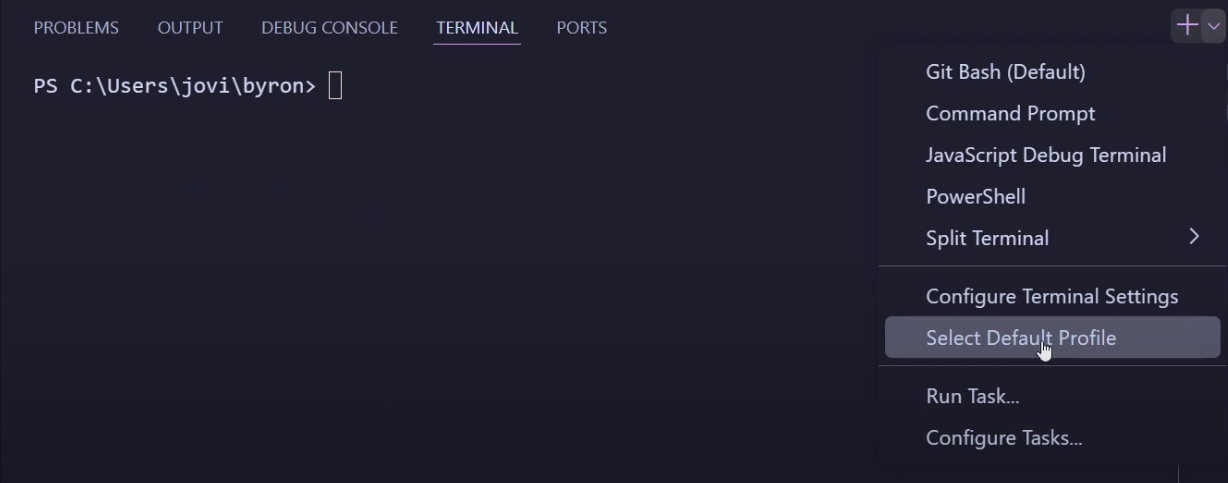 PROBLEMS OUTPUT DEBUG CONSOLE TERMINAL PORTS
PS C:\Users\jovi\byron>
Git Bash (Default)
Command Prompt
JavaScript Debug Terminal
PowerShell
Split Terminal
Configure Terminal Settings
Select Default Profile
Run Task...
Configure Tasks...